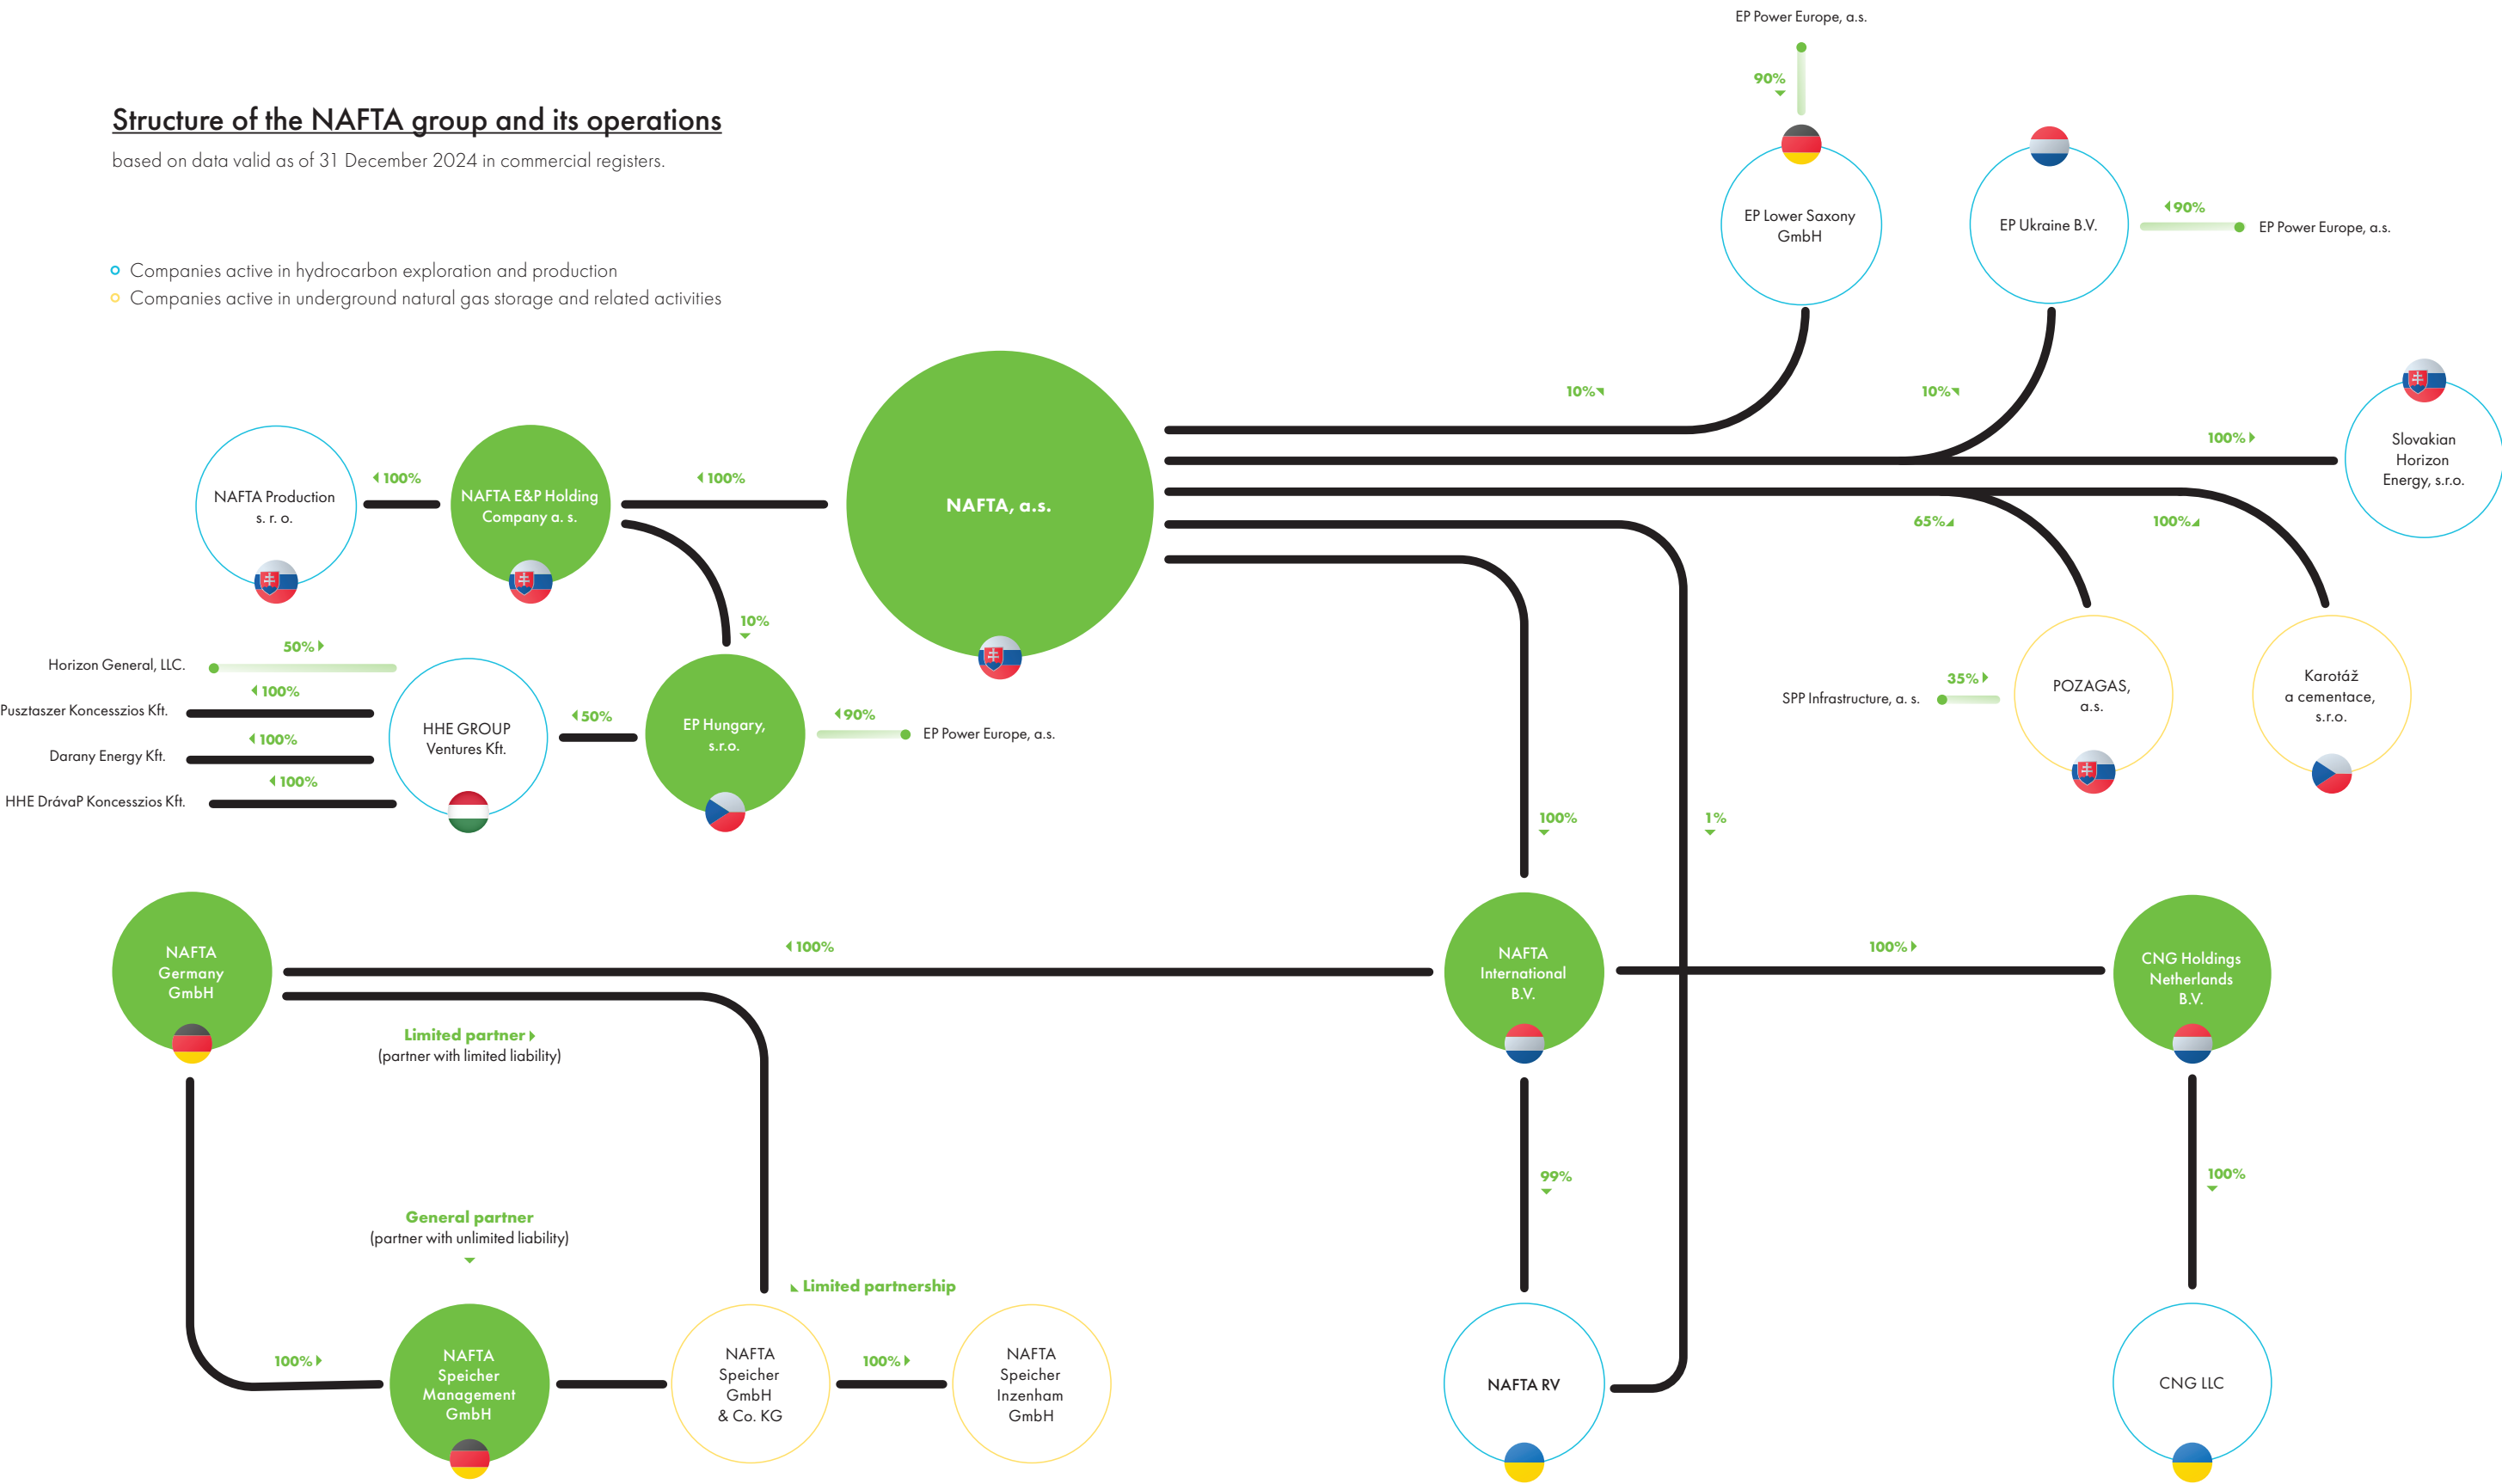 EP Power Europe, a.s.
90%
Structure of the NAFTA group and its operations
based on data valid as of 31 December 2024 in commercial registers.
Companies active in hydrocarbon exploration and production
Companies active in underground natural gas storage and related activities
EP Lower Saxony
GmbH
EP Ukraine B.V.
90%
EP Power Europe, a.s.
10%
10%
100%
Slovakian
Horizon
Energy, s.r.o.
NAFTA Production
s. r. o.
100%
NAFTA E&P Holding
Company a. s.
100%
NAFTA, a.s.
65%
100%
10%
50%
Horizon General, LLC.
100%
Pusztaszer Koncesszios Kft.
100%
Darany Energy Kft.
100%
HHE DrávaP Koncesszios Kft.
HHE GROUP
Ventures Kft.
50%
EP Hungary,
s.r.o.
90%
EP Power Europe, a.s.
35%
SPP Infrastructure, a. s.
POZAGAS,
a.s.
Karotáž
a cementace,
s.r.o.
100%
1%
NAFTA
Germany
GmbH
100%
NAFTA
International
B.V.
100%
CNG Holdings
Netherlands
B.V.
Limited partner
(partner with limited liability)
99%
100%
General partner
(partner with unlimited liability)
Limited partnership
100%
NAFTA
Speicher
Management
GmbH
NAFTA
Speicher
GmbH
& Co. KG
100%
NAFTA
Speicher
Inzenham
GmbH
NAFTA RV
CNG LLC